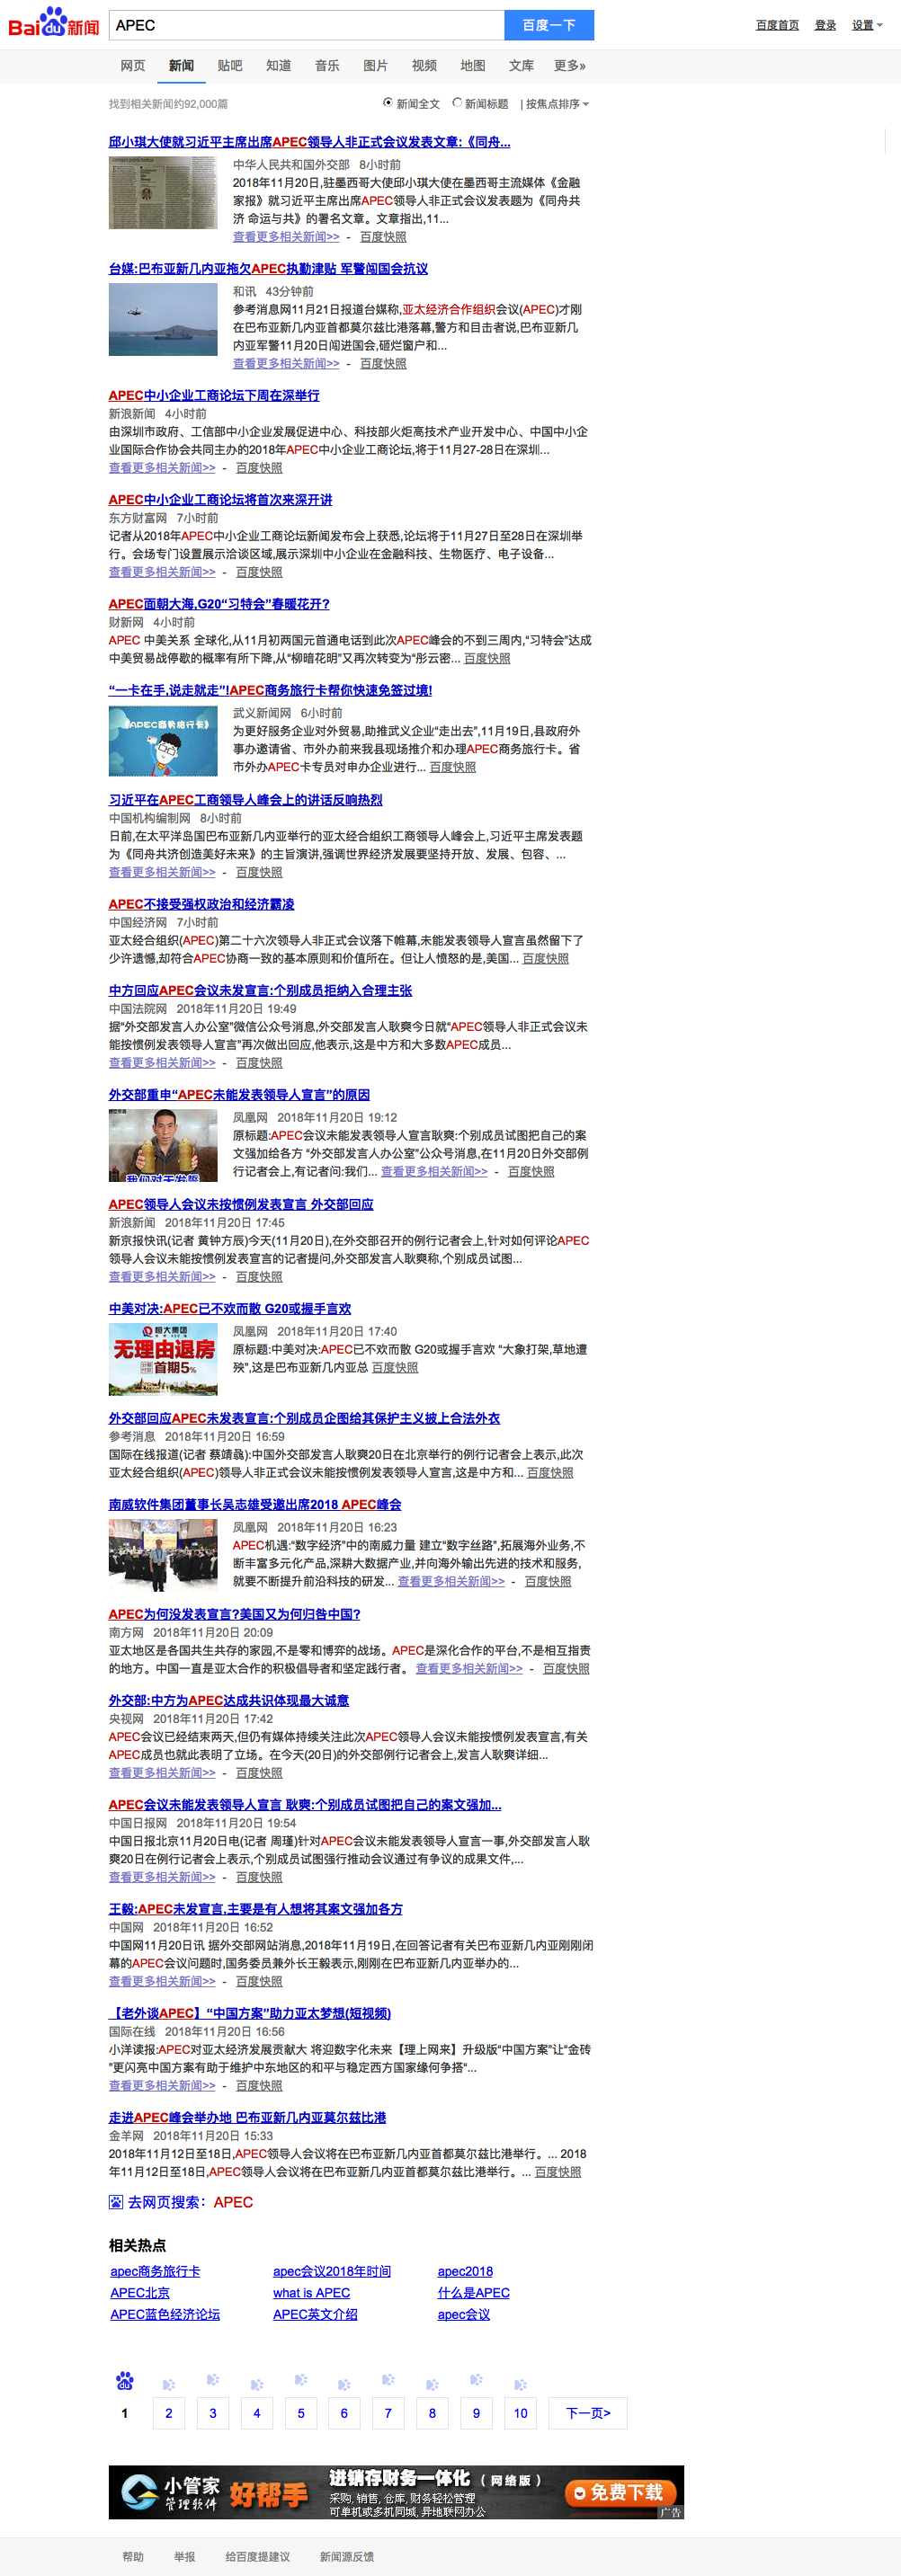 Bai du 新闻 APEC 百度一下 百度首页 登录 设置
网页 新闻 贴吧 知道 音乐 图片 视频 地图 文库 更多»
找到相关新闻约92,000篇 新闻全文 新闻标题 | 按焦点排序
邱小琪大使就习近平主席出席APEC领导人非正式会议发表文章:《同舟...
中华人民共和国外交部 8小时前
2018年11月20日,驻墨西哥大使邱小琪大使在墨西哥主流媒体《金融
家报》就习近平主席出席APEC领导人非正式会议发表题为《同舟共
济 命运与共》的署名文章。文章指出,11...
查看更多相关新闻>> - 百度快照
台媒:巴布亚新几内亚拖欠APEC执勤津贴 军警闯国会抗议
和讯 43分钟前
参考消息网11月21日报道台媒称,亚太经济合作组织会议(APEC)才刚
在巴布亚新几内亚首都莫尔兹比港落幕,警方和目击者说,巴布亚新几
内亚军警11月20日闯进国会,砸烂窗户和...
查看更多相关新闻>> - 百度快照
APEC中小企业工商论坛下周在深举行
新浪新闻 4小时前
由深圳市政府、工信部中小企业发展促进中心、科技部火炬高技术产业开发中心、中国中小企
业国际合作协会共同主办的2018年APEC中小企业工商论坛,将于11月27-28日在深圳...
查看更多相关新闻>> - 百度快照
APEC中小企业工商论坛将首次来深开讲
东方财富网 7小时前
记者从2018年APEC中小企业工商论坛新闻发布会上获悉,论坛将于11月27日至28日在深圳举
行。会场专门设置展示洽谈区域,展示深圳中小企业在金融科技、生物医疗、电子设备...
查看更多相关新闻>> - 百度快照
APEC面朝大海,G20“习特会”春暖花开?
财新网 4小时前
APEC 中美关系 全球化,从11月初两国元首通电话到此次APEC峰会的不到三周内,“习特会”达成
中美贸易战停歇的概率有所下降,从“柳暗花明”又再次转变为“彤云密... 百度快照
“一卡在手,说走就走”!APEC商务旅行卡帮你快速免签过境!
《APEC商务旅行卡》
武义新闻网 6小时前
为更好服务企业对外贸易,助推武义企业“走出去”,11月19日,县政府外
事办邀请省、市外办前来我县现场推介和办理APEC商务旅行卡。省
市外办APEC卡专员对申办企业进行... 百度快照
习近平在APEC工商领导人峰会上的讲话反响热烈
中国机构编制网 8小时前
日前,在太平洋岛国巴布亚新几内亚举行的亚太经合组织工商领导人峰会上,习近平主席发表题
为《同舟共济创造美好未来》的主旨演讲,强调世界经济发展要坚持开放、发展、包容、...
查看更多相关新闻>> - 百度快照
APEC不接受强权政治和经济霸凌
中国经济网 7小时前
亚太经合组织(APEC)第二十六次领导人非正式会议落下帷幕,未能发表领导人宣言虽然留下了
少许遗憾,却符合APEC协商一致的基本原则和价值所在。但让人愤怒的是,美国... 百度快照
中方回应APEC会议未发宣言:个别成员拒纳入合理主张
中国法院网 2018年11月20日 19:49
据“外交部发言人办公室”微信公众号消息,外交部发言人耿爽今日就“APEC领导人非正式会议未
能按惯例发表领导人宣言”再次做出回应,他表示,这是中方和大多数APEC成员...
查看更多相关新闻>> - 百度快照
外交部重申“APEC未能发表领导人宣言”的原因
我们对天发誓
凤凰网 2018年11月20日 19:12
原标题:APEC会议未能发表领导人宣言耿爽:个别成员试图把自己的案
文强加给各方 “外交部发言人办公室”公众号消息,在11月20日外交部例
行记者会上,有记者问:我们... 查看更多相关新闻>> - 百度快照
APEC领导人会议未按惯例发表宣言 外交部回应
新浪新闻 2018年11月20日 17:45
新京报快讯(记者 黄钟方辰)今天(11月20日),在外交部召开的例行记者会上,针对如何评论APEC
领导人会议未能按惯例发表宣言的记者提问,外交部发言人耿爽称,个别成员试图...
查看更多相关新闻>> - 百度快照
中美对决:APEC已不欢而散 G20或握手言欢
恒大集团
无理由退房
首期5%
凤凰网 2018年11月20日 17:40
原标题:中美对决:APEC已不欢而散 G20或握手言欢 “大象打架,草地遭
殃”,这是巴布亚新几内亚总 百度快照
外交部回应APEC未发表宣言:个别成员企图给其保护主义披上合法外衣
参考消息 2018年11月20日 16:59
国际在线报道(记者 蔡靖骉):中国外交部发言人耿爽20日在北京举行的例行记者会上表示,此次
亚太经合组织(APEC)领导人非正式会议未能按惯例发表领导人宣言,这是中方和... 百度快照
南威软件集团董事长吴志雄受邀出席2018 APEC峰会
凤凰网 2018年11月20日 16:23
APEC机遇:“数字经济”中的南威力量 建立“数字丝路”,拓展海外业务,不
断丰富多元化产品,深耕大数据产业,并向海外输出先进的技术和服务,
就要不断提升前沿科技的研发... 查看更多相关新闻>> - 百度快照
APEC为何没发表宣言?美国又为何归咎中国?
南方网 2018年11月20日 20:09
亚太地区是各国共生共存的家园,不是零和博弈的战场。APEC是深化合作的平台,不是相互指责
的地方。中国一直是亚太合作的积极倡导者和坚定践行者。 查看更多相关新闻>> - 百度快照
外交部:中方为APEC达成共识体现最大诚意
央视网 2018年11月20日 17:42
APEC会议已经结束两天,但仍有媒体持续关注此次APEC领导人会议未能按惯例发表宣言,有关
APEC成员也就此表明了立场。在今天(20日)的外交部例行记者会上,发言人耿爽详细...
查看更多相关新闻>> - 百度快照
APEC会议未能发表领导人宣言 耿爽:个别成员试图把自己的案文强加...
中国日报网 2018年11月20日 19:54
中国日报北京11月20日电(记者 周瑾)针对APEC会议未能发表领导人宣言一事,外交部发言人耿
爽20日在例行记者会上表示,个别成员试图强行推动会议通过有争议的成果文件,...
查看更多相关新闻>> - 百度快照
王毅:APEC未发宣言,主要是有人想将其案文强加各方
中国网 2018年11月20日 16:52
中国网11月20日讯 据外交部网站消息,2018年11月19日,在回答记者有关巴布亚新几内亚刚刚闭
幕的APEC会议问题时,国务委员兼外长王毅表示,刚刚在巴布亚新几内亚举办的...
查看更多相关新闻>> - 百度快照
【老外谈APEC】“中国方案”助力亚太梦想(短视频)
国际在线 2018年11月20日 16:56
小洋读报:APEC对亚太经济发展贡献大 将迎数字化未来【理上网来】升级版“中国方案”让“金砖
”更闪亮中国方案有助于维护中东地区的和平与稳定西方国家缘何争搭“...
查看更多相关新闻>> - 百度快照
走进APEC峰会举办地 巴布亚新几内亚莫尔兹比港
金羊网 2018年11月20日 15:33
2018年11月12日至18日,APEC领导人会议将在巴布亚新几内亚首都莫尔兹比港举行。... 2018
年11月12日至18日,APEC领导人会议将在巴布亚新几内亚首都莫尔兹比港举行。... 百度快照
去网页搜索：APEC
相关热点
apec商务旅行卡 apec会议2018年时间 apec2018
APEC北京 what is APEC 什么是APEC
APEC蓝色经济论坛 APEC英文介绍 apec会议
du
1 2 3 4 5 6 7 8 9 10 下一页>
小管家 管理软件 好帮手 进销存财务一体化（网络版）
采购, 销售, 仓库, 财务轻松管理
可单机或多机同城, 异地联网办公
免费下载
广告
帮助 举报 给百度提建议 新闻源反馈